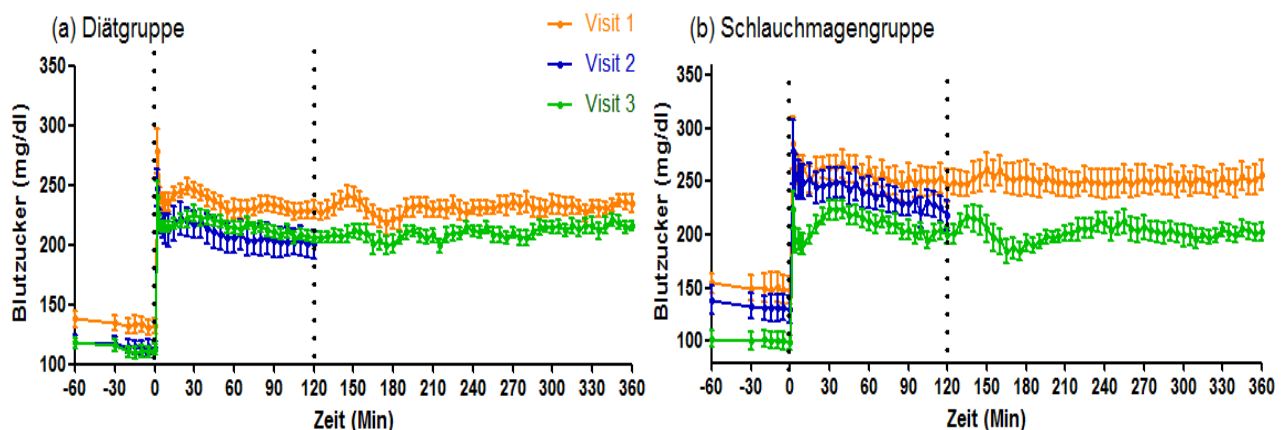 (a) Diätgruppe
Visit 1
Visit 2
Visit 3
Blutzucker (mg/dl)
350
300
250
200
150
100
-60 -30 0 30 60 90 120 150 180 210 240 270 300 330 360
Zeit (Min)
(b) Schlauchmagengruppe
Blutzucker (mg/dl)
350
300
250
200
150
100
-60 -30 0 30 60 90 120 150 180 210 240 270 300 330 360
Zeit (Min)